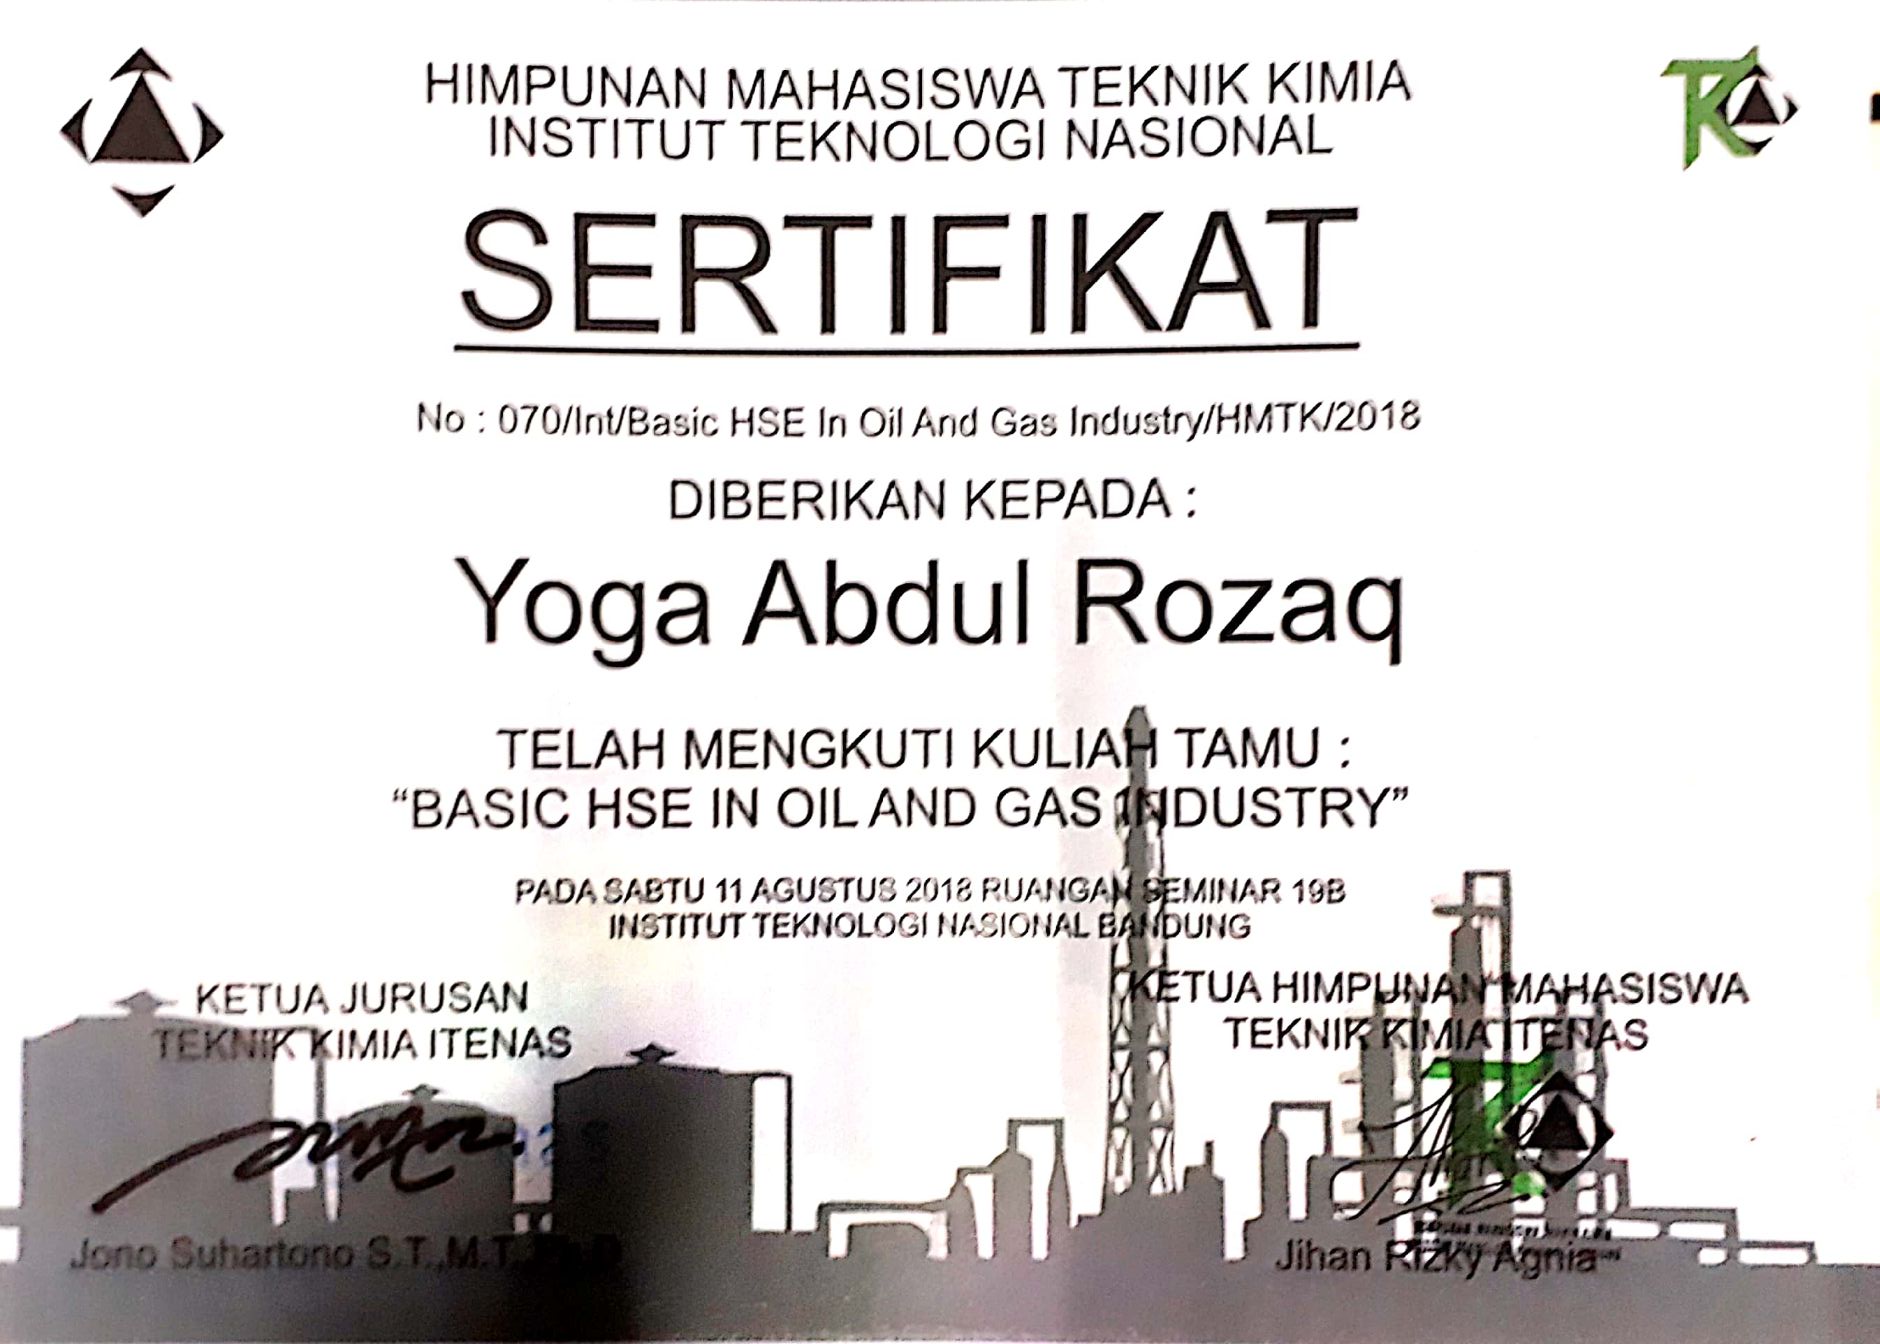 HIMPUNAN MAHASISWA TEKNIK KIMIA
INSTITUT TEKNOLOGI NASIONAL
SERTIFIKAT
No : 070/Int/Basic HSE In Oil And Gas Industry/HMTK/2018
DIBERIKAN KEPADA :
Yoga Abdul Rozaq
TELAH MENGKUTI KULIAH TAMU :
“BASIC HSE IN OIL AND GAS INDUSTRY”
PADA SABTU 11 AGUSTUS 2018 RUANGAN SEMINAR 19B
INSTITUT TEKNOLOGI NASIONAL BANDUNG
KETUA JURUSAN
TEKNIK KIMIA ITENAS
Jono Suhartono S.T.,M.T.
KETUA HIMPUNAN MAHASISWA
TEKNIK KIMIA ITENAS
Jihan Rizky Agnia